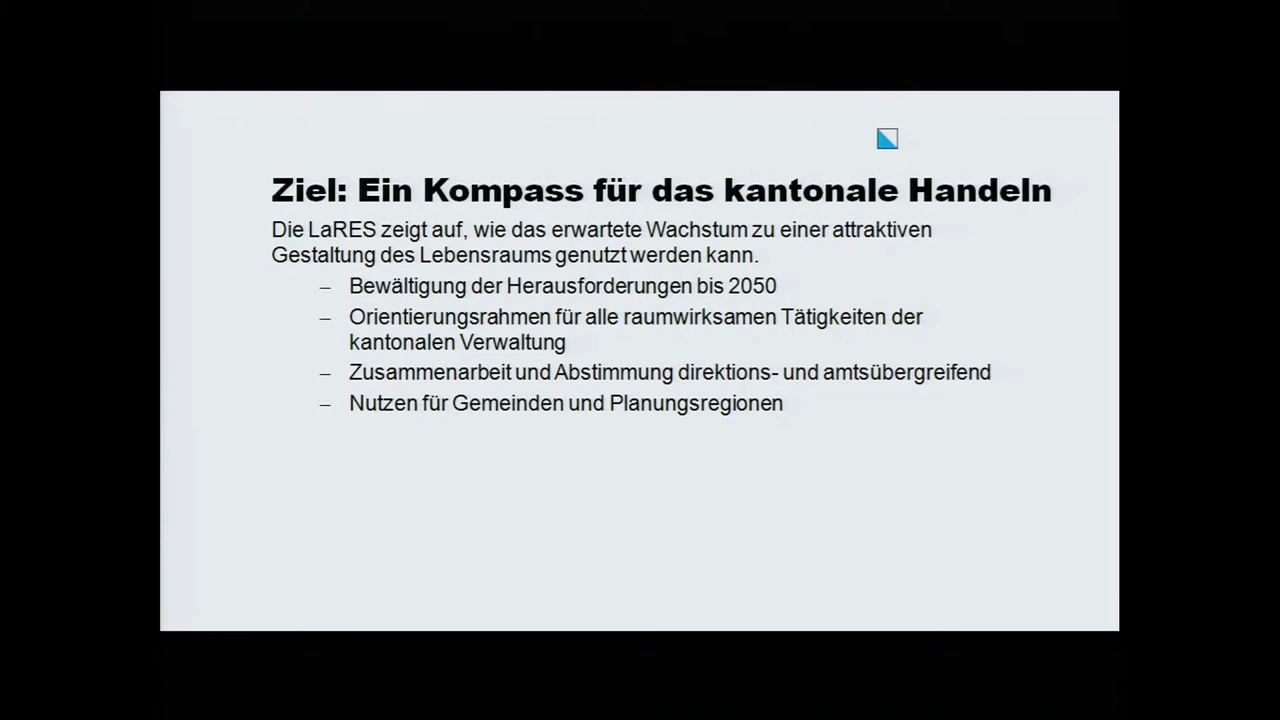 Ziel: Ein Kompass für das kantonale Handeln
Die LaRES zeigt auf, wie das erwartete Wachstum zu einer attraktiven
Gestaltung des Lebensraums genutzt werden kann.
– Bewältigung der Herausforderungen bis 2050
– Orientierungsrahmen für alle raumwirksamen Tätigkeiten der
kantonalen Verwaltung
– Zusammenarbeit und Abstimmung direktions- und amtsübergreifend
– Nutzen für Gemeinden und Planungsregionen